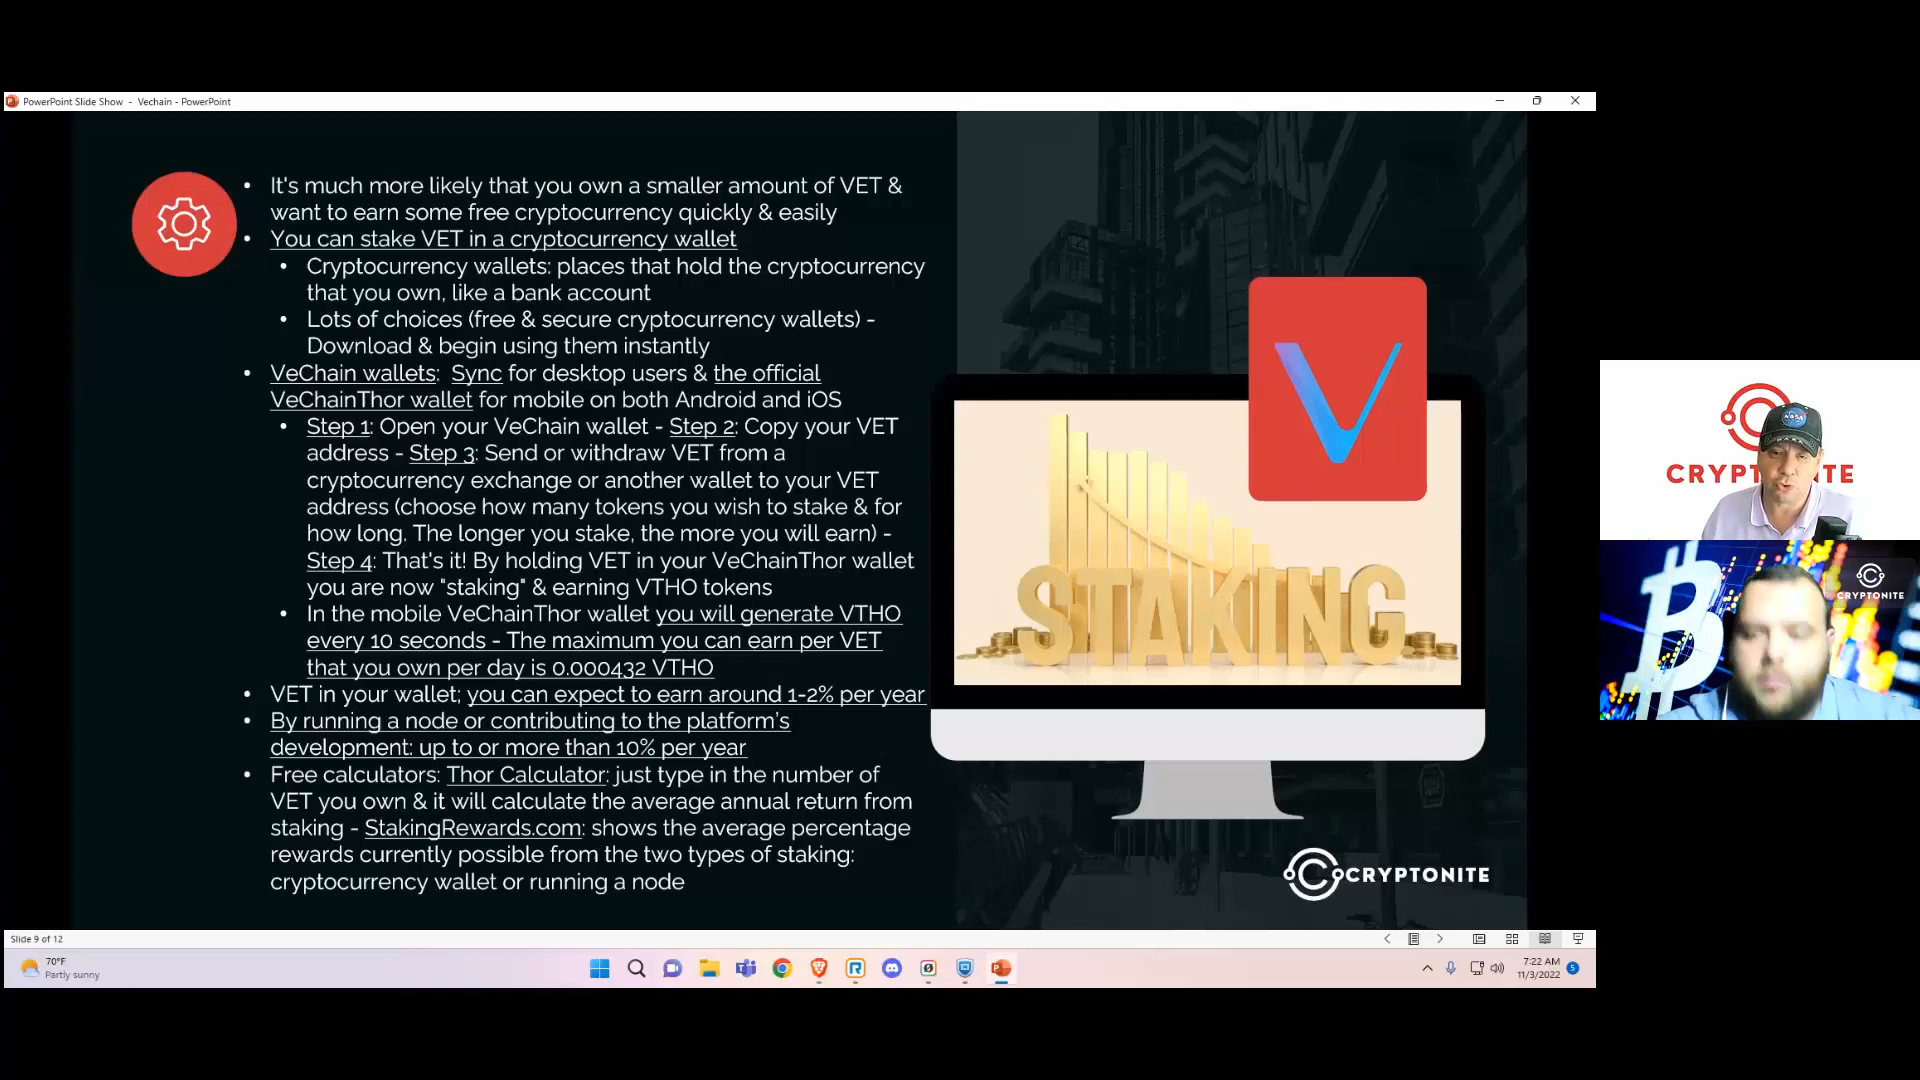 PowerPoint Slide Show - Vechain - PowerPoint
• It's much more likely that you own a smaller amount of VET &
want to earn some free cryptocurrency quickly & easily
• You can stake VET in a cryptocurrency wallet
• Cryptocurrency wallets: places that hold the cryptocurrency
that you own, like a bank account
• Lots of choices (free & secure cryptocurrency wallets) -
Download & begin using them instantly
• VeChain wallets: Sync for desktop users & the official
VeChainThor wallet for mobile on both Android and iOS
• Step 1: Open your VeChain wallet - Step 2: Copy your VET
address - Step 3: Send or withdraw VET from a
cryptocurrency exchange or another wallet to your VET
address (choose how many tokens you wish to stake & for
how long. The longer you stake, the more you will earn) -
Step 4: That's it! By holding VET in your VeChainThor wallet
you are now "staking" & earning VTHO tokens
• In the mobile VeChainThor wallet you will generate VTHO
every 10 seconds - The maximum you can earn per VET
that you own per day is 0.000432 VTHO
• VET in your wallet; you can expect to earn around 1-2% per year
• By running a node or contributing to the platform's
development: up to or more than 10% per year
• Free calculators: Thor Calculator: just type in the number of
VET you own & it will calculate the average annual return from
staking - StakingRewards.com: shows the average percentage
rewards currently possible from the two types of staking:
cryptocurrency wallet or running a node
STAKING
CRYPTONITE
NASA
CRYPTONITE
CRYPTONITE
Slide 9 of 12
70°F
Partly sunny
7:22 AM
11/3/2022
5